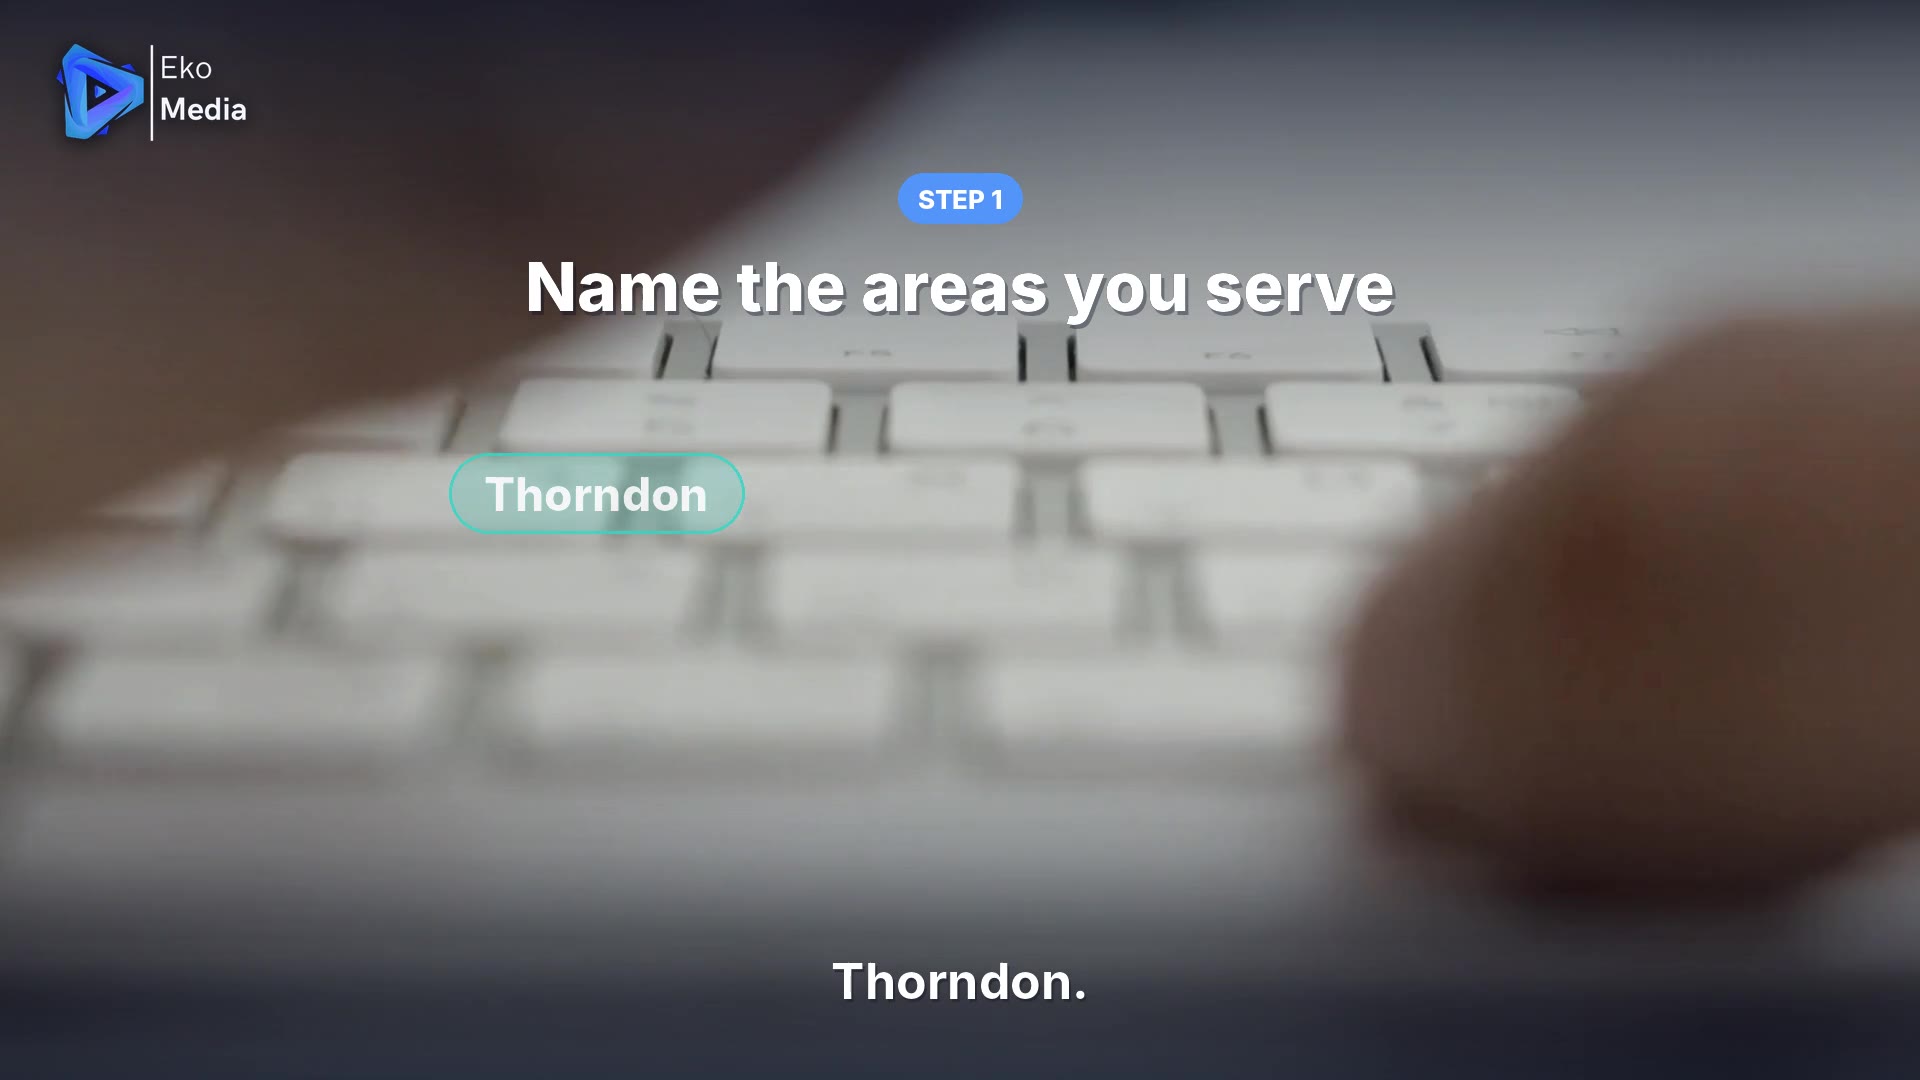 Eko
Media
STEP 1
Name the areas you serve
Thorndon
Thorndon.